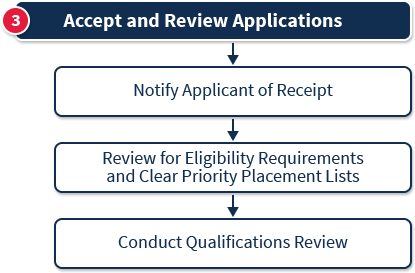 3 Accept and Review Applications
Notify Applicant of Receipt
Review for Eligibility Requirements
and Clear Priority Placement Lists
Conduct Qualifications Review